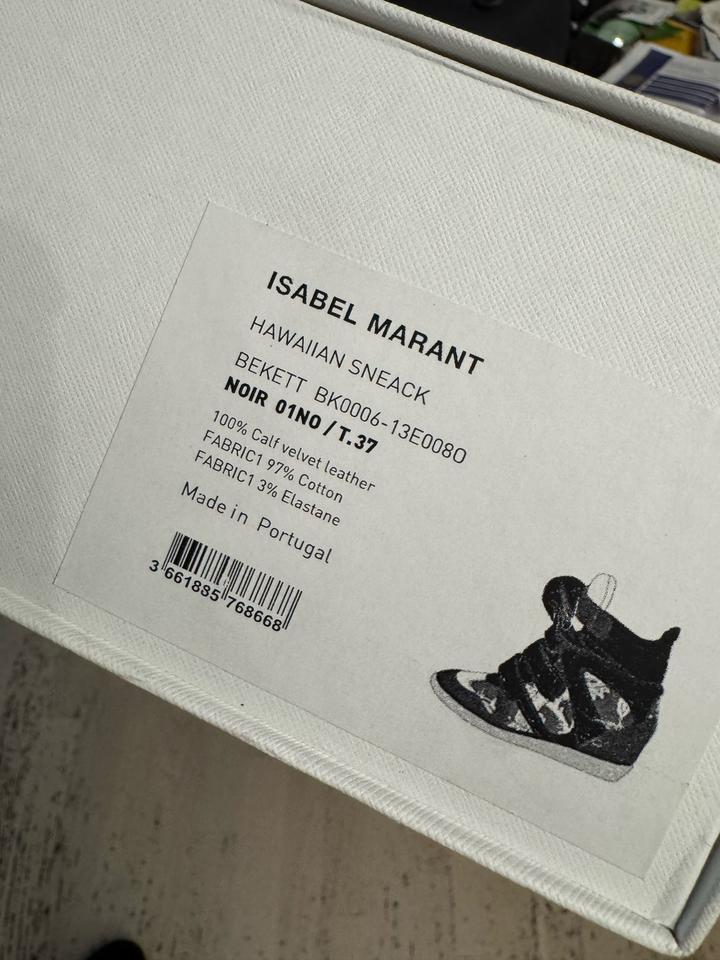 ISABEL MARANT
HAWAIIAN SNEACK
BEKETT BK0006-13E008O
NOIR 01NO / T.37
100% Calf velvet leather
FABRIC1 97% Cotton
FABRIC1 3% Elastane
Made in Portugal
3 661885 768668